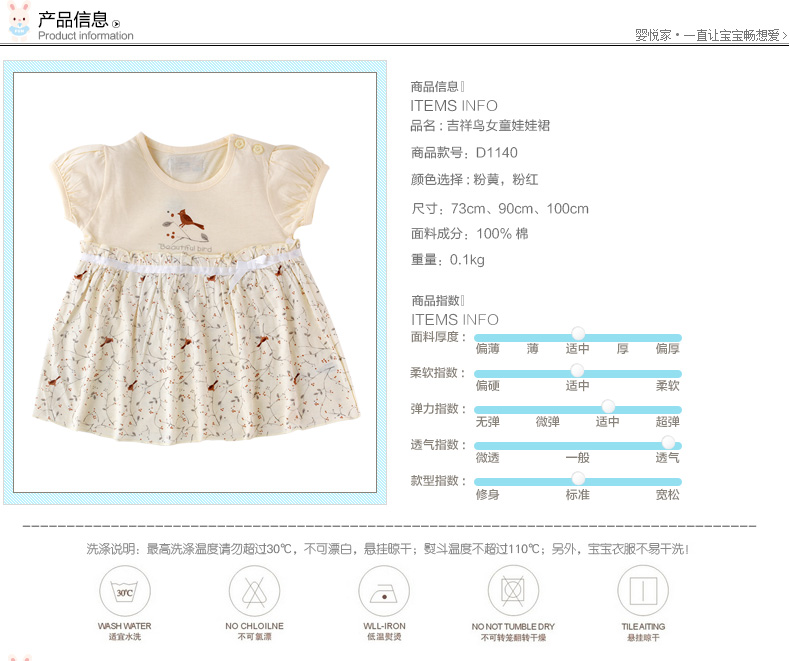 产品信息
Product information
婴悦家·一直让宝宝畅想爱>
商品信息
ITEMS INFO
品名：吉祥鸟女童娃娃裙
商品款号：D1140
颜色选择：粉黄，粉红
尺寸：73cm、90cm、100cm
面料成分：100% 棉
重量：0.1kg
Beautiful bird
商品指数
ITEMS INFO
面料厚度：
偏薄 薄 适中 厚 偏厚
柔软指数：
偏硬 适中 柔软
弹力指数：
无弹 微弹 适中 超弹
透气指数：
微透 一般 透气
款型指数：
修身 标准 宽松
洗涤说明：最高洗涤温度请勿超过30℃，不可漂白，悬挂晾干；熨斗温度不超过110℃；另外，宝宝衣服不易干洗！
30℃
WASH WATER NO CHLOILNE WLL-IRON NO NOT TUMBLE DRY TILE AITING
适宜水洗 不可氯漂 低温熨烫 不可转笼翻转干燥 悬挂晾干